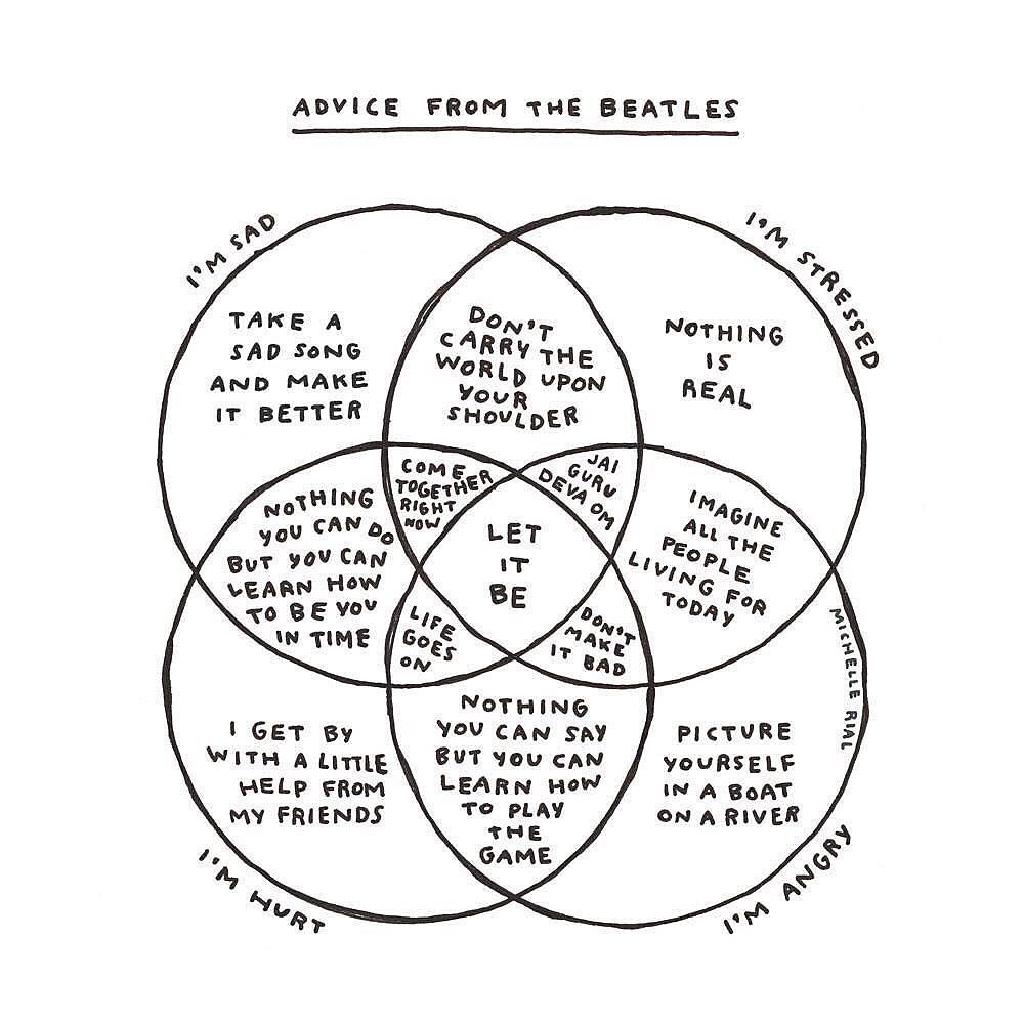 ADVICE FROM THE BEATLES
I'M SAD
I'M STRESSED
TAKE A
SAD SONG
AND MAKE
IT BETTER
DON'T
CARRY THE
WORLD UPON
YOUR
SHOULDER
NOTHING
IS
REAL
COME
TOGETHER
RIGHT
NOW
JAI
GURU
DEVA OM
NOTHING
YOU CAN DO
BUT YOU CAN
LEARN HOW
TO BE YOU
IN TIME
LET
IT
BE
IMAGINE
ALL THE
PEOPLE
LIVING FOR
TODAY
LIFE
GOES
ON
DON'T
MAKE
IT BAD
MICHELLE RIAL
I GET BY
WITH A LITTLE
HELP FROM
MY FRIENDS
NOTHING
YOU CAN SAY
BUT YOU CAN
LEARN HOW
TO PLAY
THE
GAME
PICTURE
YOURSELF
IN A BOAT
ON A RIVER
I'M HURT
I'M ANGRY